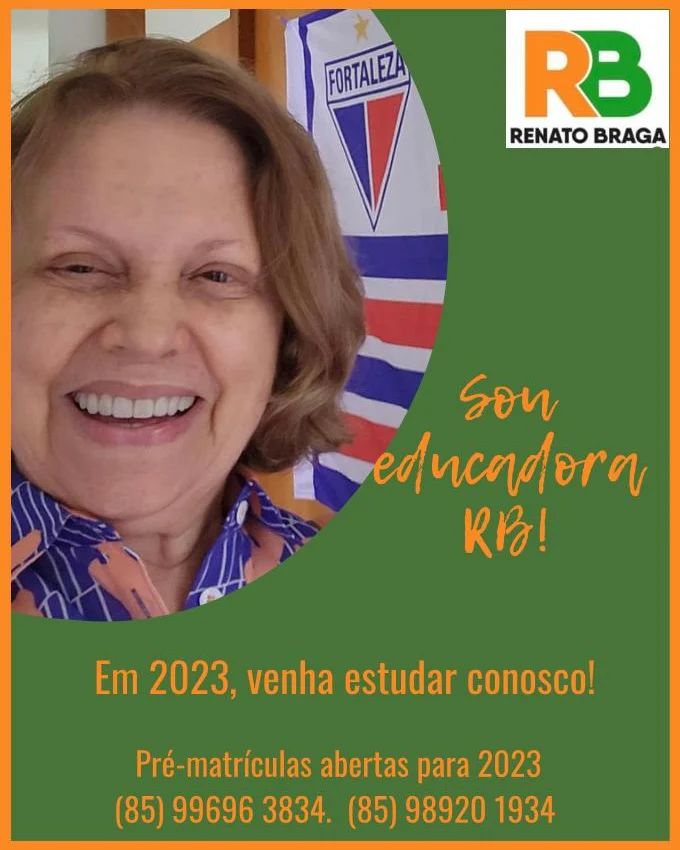 FORTALEZA
RB
RENATO BRAGA
Sou
educadora
RB!
Em 2023, venha estudar conosco!
Pré-matrículas abertas para 2023
(85) 99696 3834. (85) 98920 1934